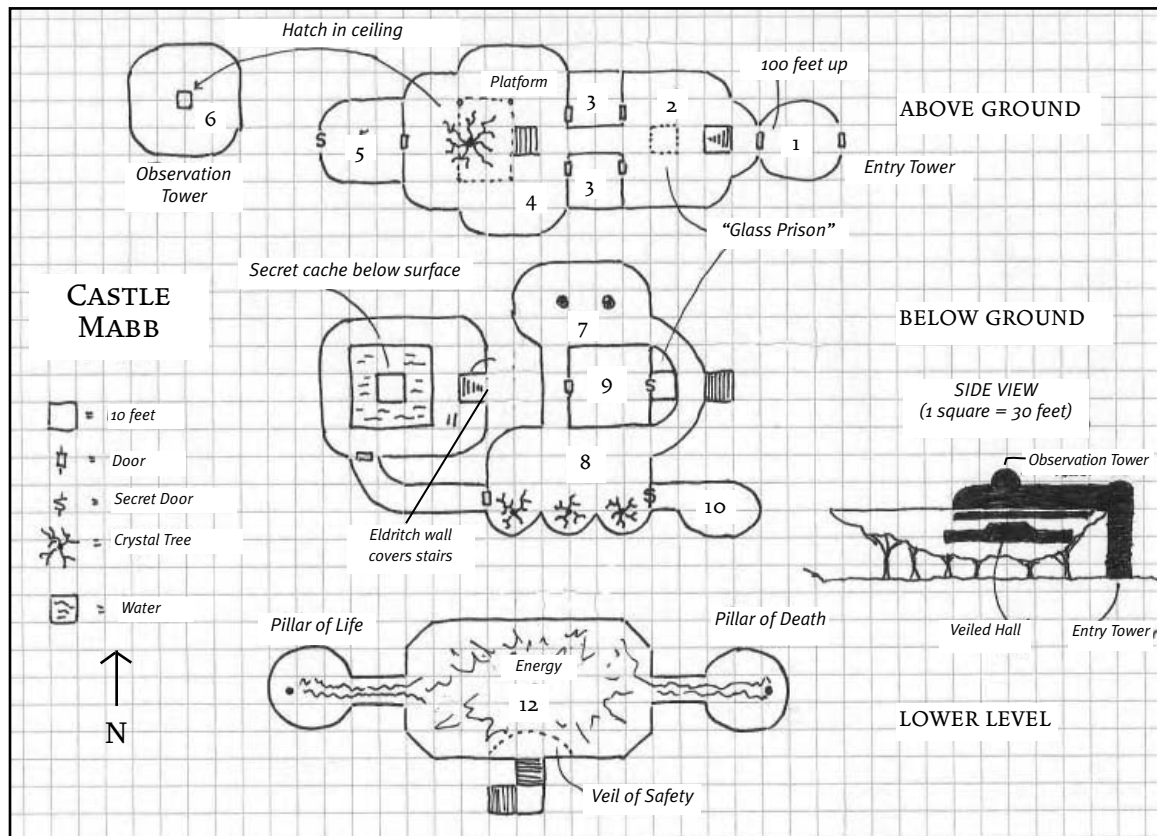 Hatch in ceiling
100 feet up
Platform
3
2
ABOVE GROUND
6
S
5
1
Observation
Tower
4
3
Entry Tower
"Glass Prison"
Secret cache below surface
CASTLE
MABB
7
BELOW GROUND
9
S
SIDE VIEW
(1 square = 30 feet)
= 10 feet
Observation Tower
8
" Door
S " Secret Door
S
10
= Crystal Tree
Eldritch wall
covers stairs
= Water
Veiled Hall
Entry Tower
Pillar of Life
Pillar of Death
Energy
12
N
LOWER LEVEL
Veil of Safety